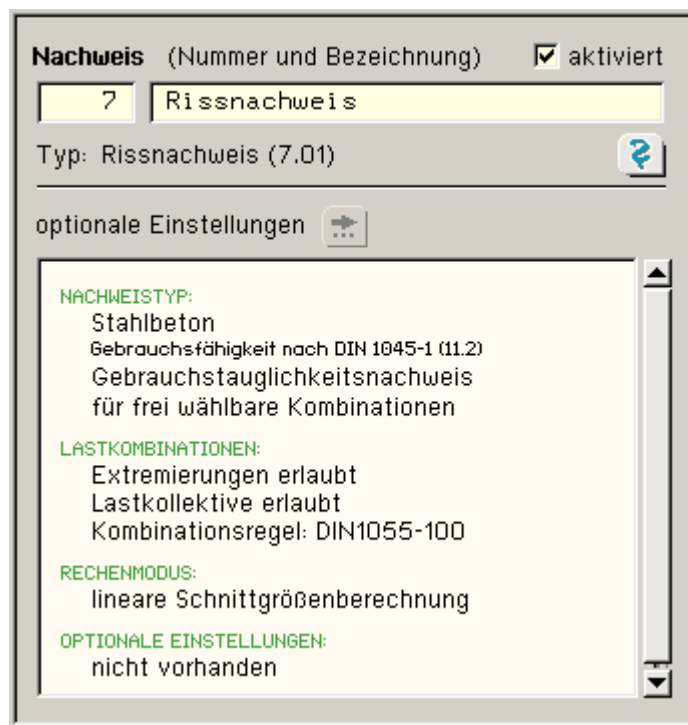 Nachweis (Nummer und Bezeichnung) aktiviert
7 Rissnachweis
Typ: Rissnachweis (7.01)
optionale Einstellungen
NACHWEISTYP:
Stahlbeton
Gebrauchsfähigkeit nach DIN 1045-1 (11.2)
Gebrauchstauglichkeitsnachweis
für frei wählbare Kombinationen
LASTKOMBINATIONEN:
Extremierungen erlaubt
Lastkollektive erlaubt
Kombinationsregel: DIN1055-100
RECHENMODUS:
lineare Schnittgrößenberechnung
OPTIONALE EINSTELLUNGEN:
nicht vorhanden